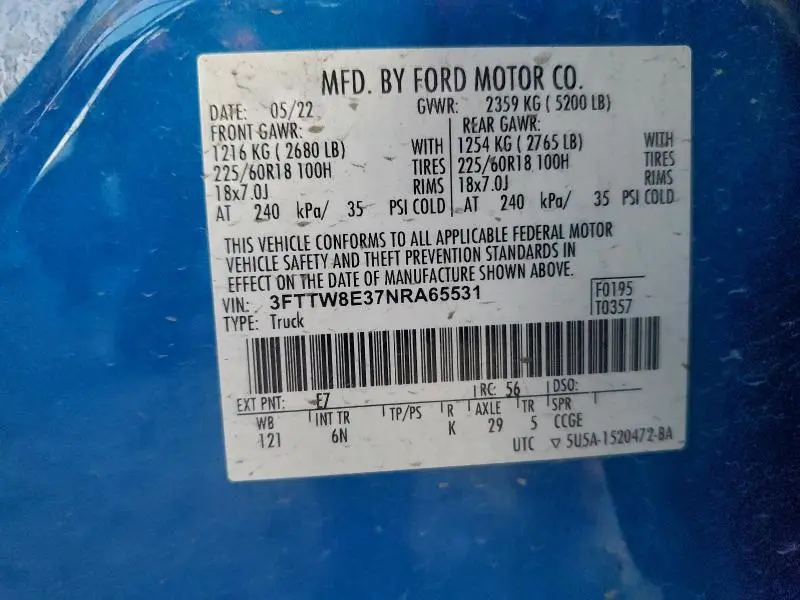 MFD. BY FORD MOTOR CO.
DATE: 05/22 GVWR: 2359 KG ( 5200 LB)
FRONT GAWR: REAR GAWR:
1216 KG ( 2680 LB) WITH 1254 KG ( 2765 LB) WITH
225/60R18 100H TIRES 225/60R18 100H TIRES
18x7.0J RIMS 18x7.0J RIMS
AT 240 kPa/ 35 PSI COLD AT 240 kPa/ 35 PSI COLD
THIS VEHICLE CONFORMS TO ALL APPLICABLE FEDERAL MOTOR
VEHICLE SAFETY AND THEFT PREVENTION STANDARDS IN
EFFECT ON THE DATE OF MANUFACTURE SHOWN ABOVE.
VIN: 3FTTW8E37NRA65531 F0195
TYPE: Truck T0357
EXT PNT: E7 RC: 56 DSO:
WB INT TR TP/PS R AXLE TR SPR
121 6N K 29 5 CCGE
UTC ▽ 5U5A-1520472-BA